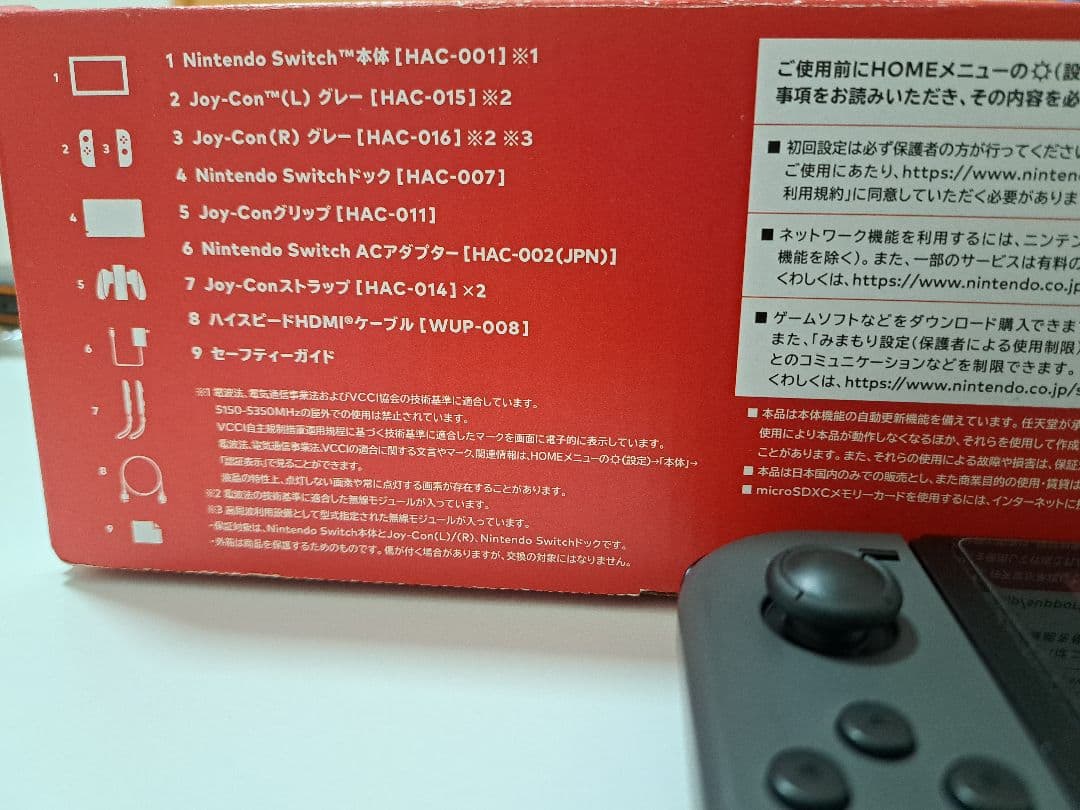 1 Nintendo Switch™本体[HAC-001]※1
2 Joy-Con™(L) グレー[HAC-015]※2
3 Joy-Con(R) グレー[HAC-016]※2 ※3
4 Nintendo Switchドック[HAC-007]
5 Joy-Conグリップ[HAC-011]
6 Nintendo Switch ACアダプター[HAC-002(JPN)]
7 Joy-Conストラップ[HAC-014]×2
8 ハイスピードHDMI®ケーブル[WUP-008]
9 セーフティーガイド
1
2 3
4
5
6
7
8
9
※1 電波法、電気通信事業法およびVCCI協会の技術基準に適合しています。
5150-5350MHzの屋外での使用は禁止されています。
VCCI自主規制措置運用規程に基づく技術基準に適合したマークを画面に電子的に表示しています。
電波法、電気通信事業法、VCCIの適合に関する文言やマーク、関連情報は、HOMEメニューの(設定)→「本体」→
「認証表示」で見ることができます。
液晶の特性上、点灯しない画素や常に点灯する画素が存在することがあります。
※2 電波法の技術基準に適合した無線モジュールが入っています。
※3 高周波利用設備として型式指定された無線モジュールが入っています。
・保証対象は、Nintendo Switch本体とJoy-Con(L)/(R)、Nintendo Switchドックです。
・外箱は商品を保護するためのものです。傷が付く場合がありますが、交換の対象にはなりません。
ご使用前にHOMEメニューの(設
事項をお読みいただき、その内容を必
■ 初回設定は必ず保護者の方が行ってくださ
ご使用にあたり、https://www.ninten
利用規約」に同意していただく必要がありま
■ ネットワーク機能を利用するには、ニンテン
機能を除く)。また、一部のサービスは有料の
くわしくは、https://www.nintendo.co.jp
■ ゲームソフトなどをダウンロード購入できま
また、「みまもり設定(保護者による使用制限)
とのコミュニケーションなどを制限できます。
くわしくは、https://www.nintendo.co.jp/s
■ 本品は本体機能の自動更新機能を備えています。任天堂が承
使用により本品が動作しなくなるほか、それらを使用して作成
ことがあります。また、それらの使用による故障や損害は、保証
■ 本品は日本国内のみでの販売とし、また商業目的の使用・賃貸は
■ microSDXCメモリーカードを使用するには、インターネットに